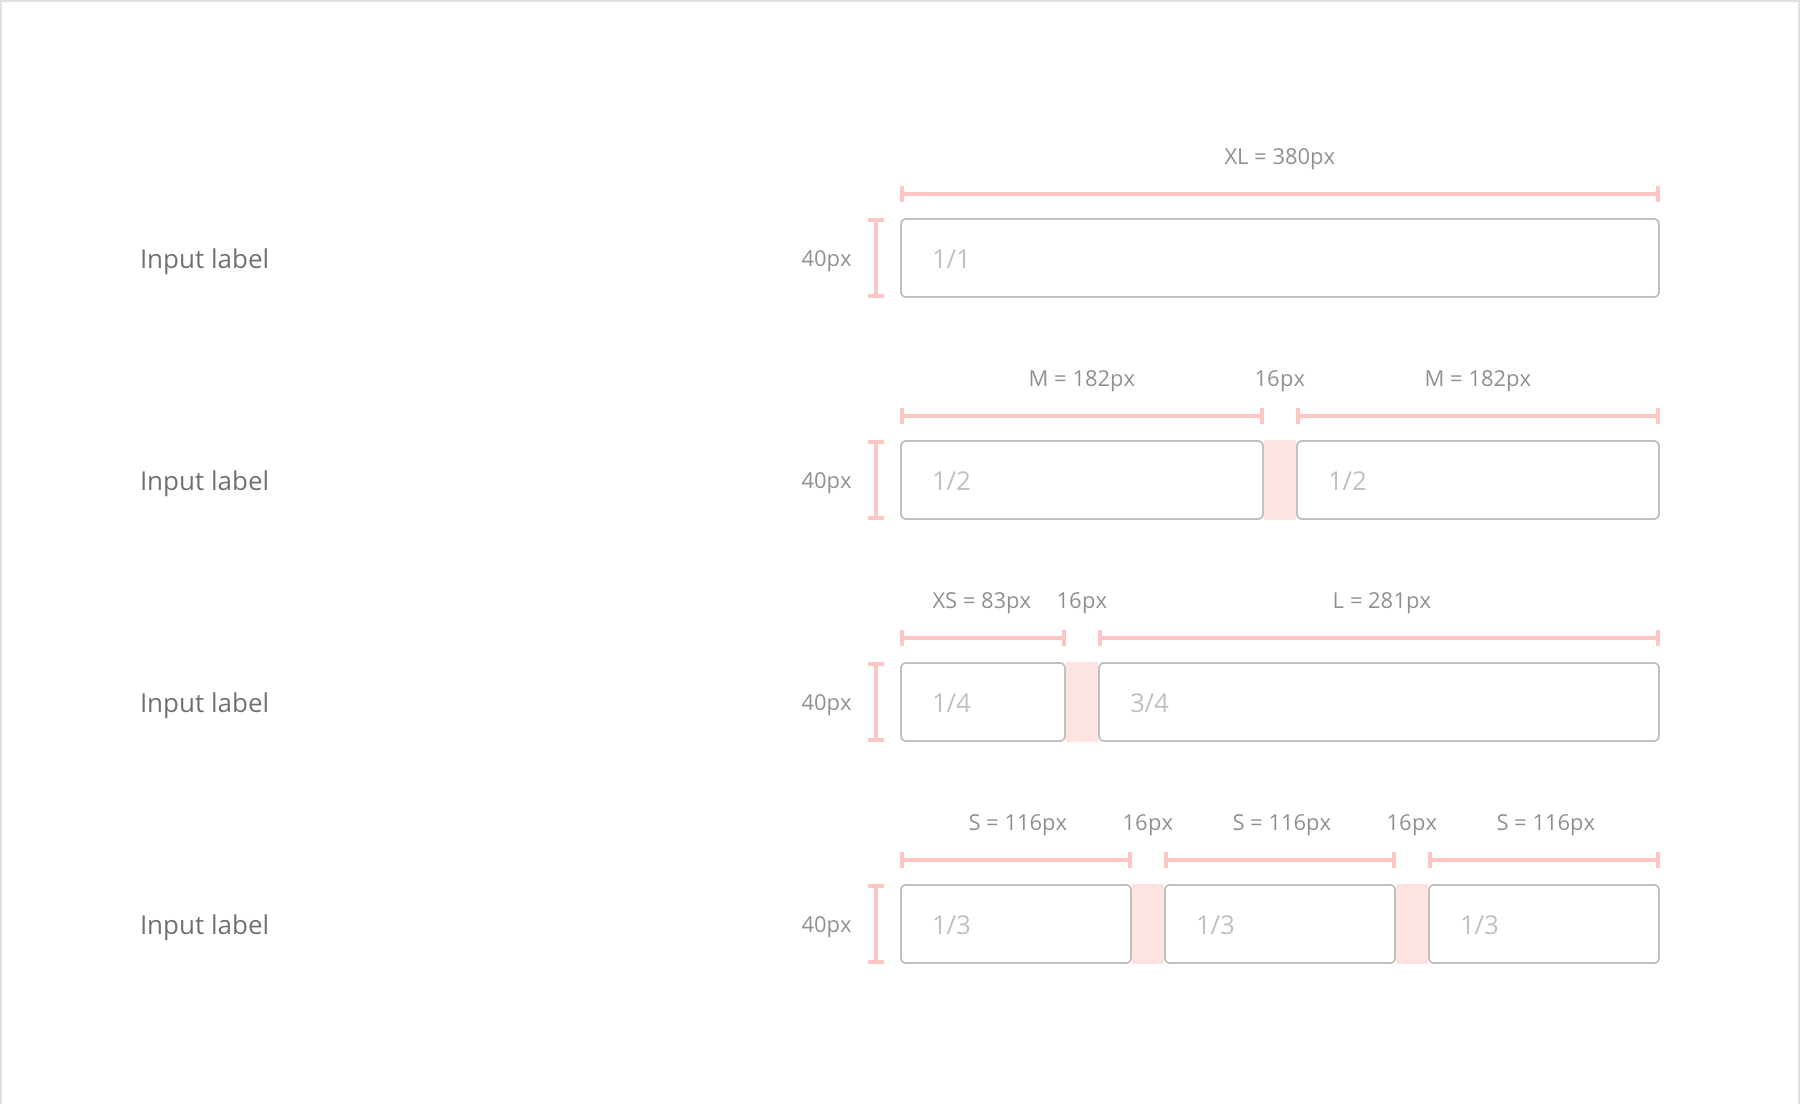 XL = 380px
Input label 40px 1/1
M = 182px 16px M = 182px
Input label 40px 1/2 1/2
XS = 83px 16px L = 281px
Input label 40px 1/4 3/4
S = 116px 16px S = 116px 16px S = 116px
Input label 40px 1/3 1/3 1/3